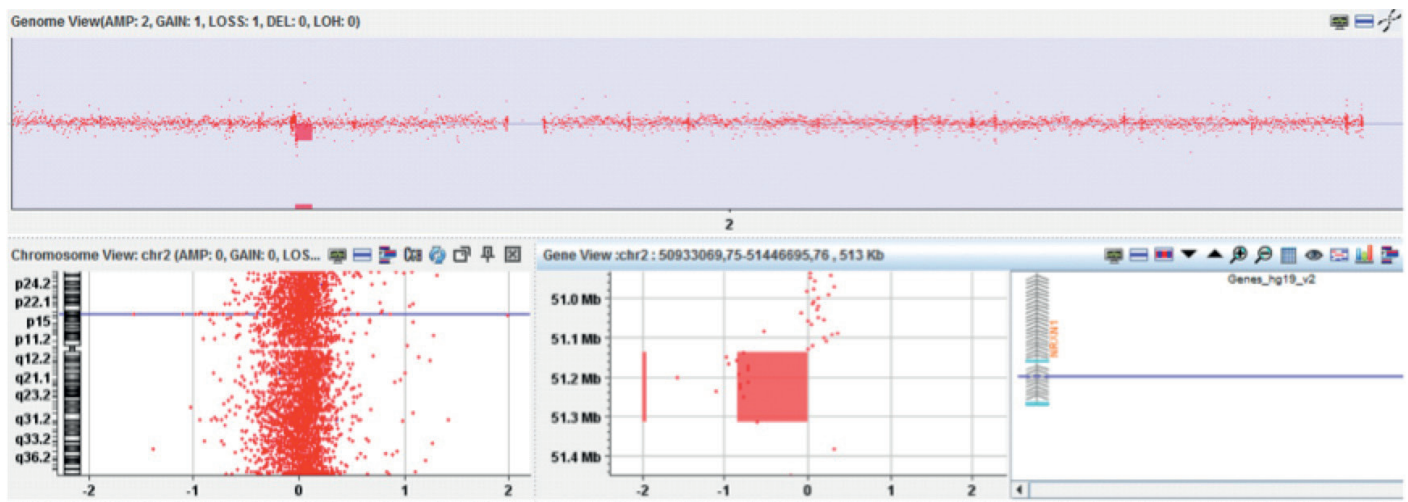 Genome View(AMP: 2, GAIN: 1, LOSS: 1, DEL: 0, LOH: 0)
2
Chromosome View: chr2 (AMP: 0, GAIN: 0, LOS...
p24.2
p22.1
p15
p11.2
q12.2
q21.1
q23.2
q31.2
q33.2
q36.2
-2 -1 0 1 2
Gene View :chr2 : 50933069,75-51446695,76 , 513 Kb
51.0 Mb
51.1 Mb
51.2 Mb
51.3 Mb
51.4 Mb
-2 -1 0 1 2
Genes_hg19_v2
NRXN1